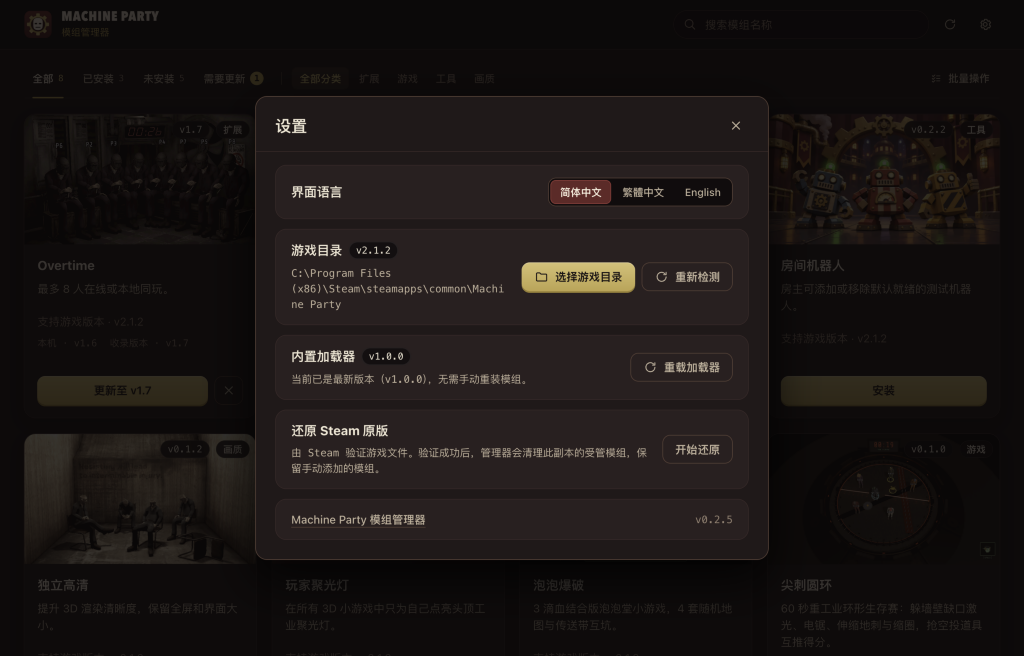 MACHINE PARTY
模组管理器
搜索模组名称
全部 8 已安装 3 未安装 5 需要更新 1 全部分类 扩展 游戏 工具 画质 批量操作
设置
界面语言
简体中文 繁體中文 English
游戏目录 v2.1.2
C:\Program Files
(x86)\Steam\steamapps\common\Machi
ne Party
选择游戏目录 重新检测
内置加载器 v1.0.0
当前已是最新版本 (v1.0.0)，无需手动重装模组。
重载加载器
还原 Steam 原版
由 Steam 验证游戏文件。验证成功后，管理器会清理此副本的受管模组，保
留手动添加的模组。
开始还原
Machine Party 模组管理器 v0.2.5
v1.7 扩展
Overtime
最多 8 人在线或本地同玩。
支持游戏版本 · v2.1.2
本机 · v1.6 最新版本 · v1.7
更新至 v1.7
v0.2.2 工具
房间机器人
房主可添加或移除默认就绪的测试机器
人。
支持游戏版本 · v2.1.2
安装
v0.1.2 画质
独立高清
提升 3D 渲染清晰度，保留全屏和界面大
小。
玩家聚光灯
在所有 3D 小游戏中只为自己点亮头顶工
业聚光灯。
泡泡爆破
3 滴血结合版泡泡堂小游戏，4 套随机地
图与传送带互坑。
v0.1.0 游戏
尖刺圆环
60 秒重工业环形生存赛：躲墙壁缺口激
光、电锯、伸缩地刺与缩圈，抢空投道具
互推得分。